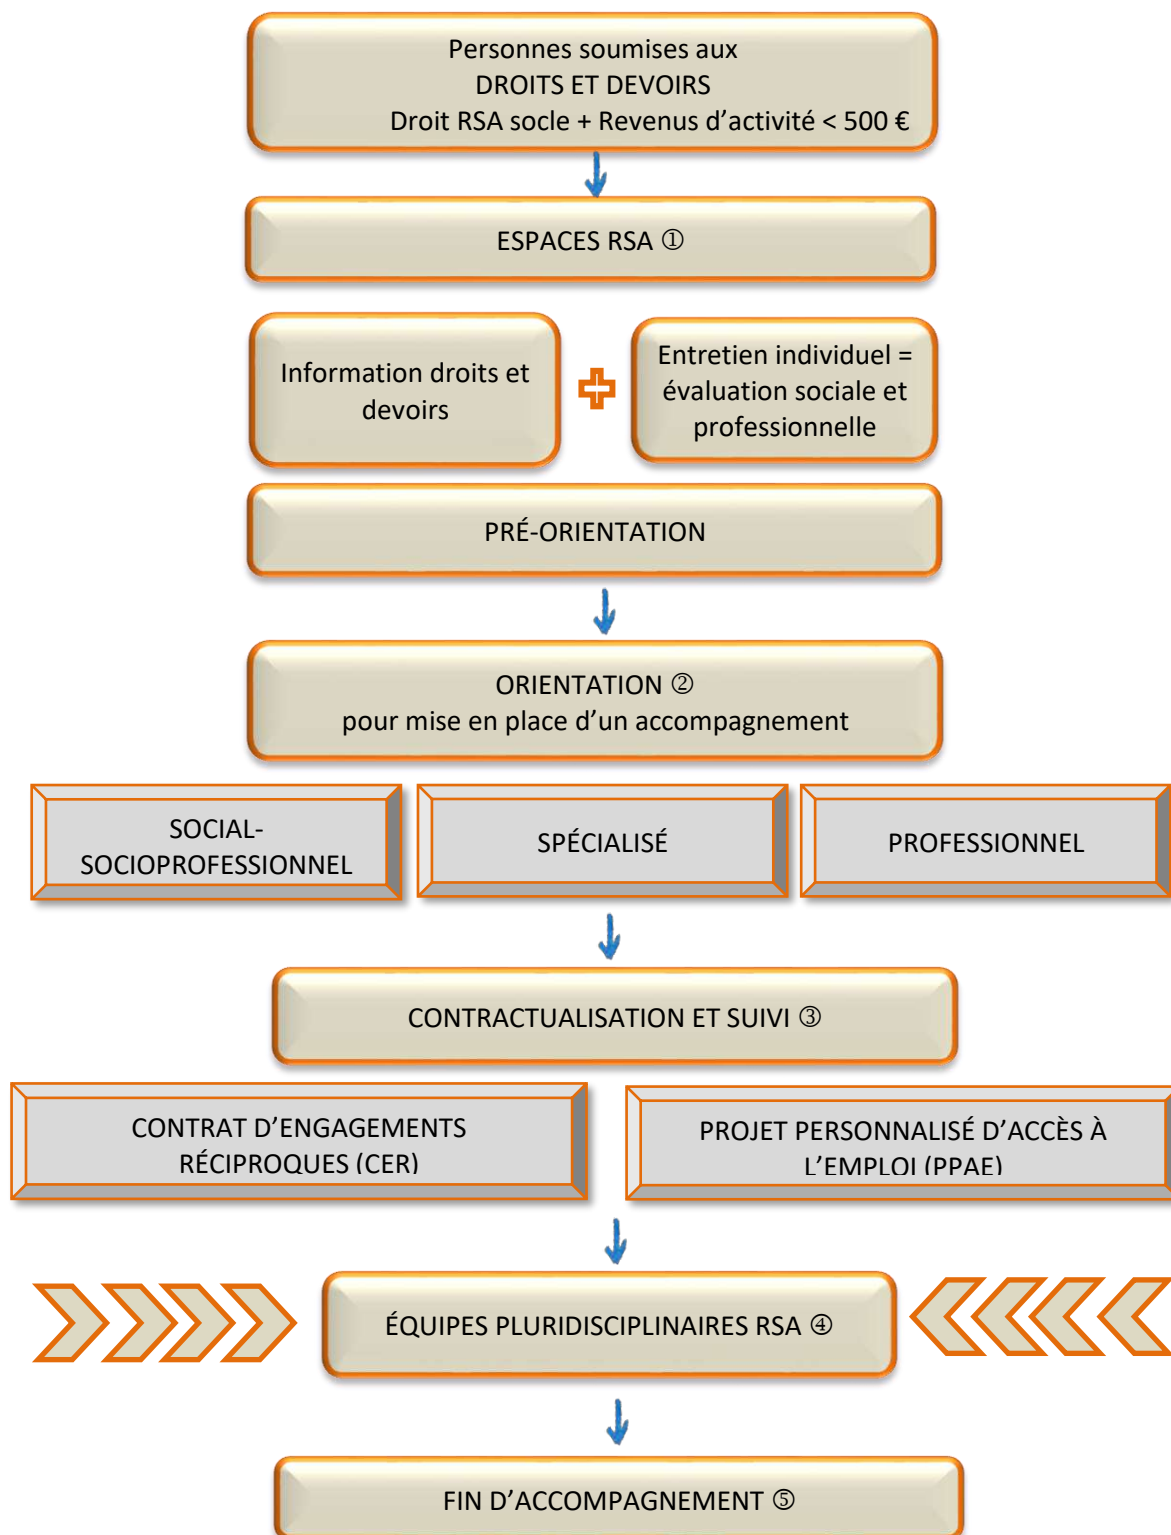 Personnes soumises aux
DROITS ET DEVOIRS
Droit RSA socle + Revenus d’activité < 500 €
ESPACES RSA ①
Information droits et
devoirs
Entretien individuel =
évaluation sociale et
professionnelle
PRÉ-ORIENTATION
ORIENTATION ②
pour mise en place d’un accompagnement
SOCIAL-
SOCIOPROFESSIONNEL
SPÉCIALISÉ
PROFESSIONNEL
CONTRACTUALISATION ET SUIVI ③
CONTRAT D’ENGAGEMENTS
RÉCIPROQUES (CER)
PROJET PERSONNALISÉ D’ACCÈS À
L’EMPLOI (PPAE)
ÉQUIPES PLURIDISCIPLINAIRES RSA ④
FIN D’ACCOMPAGNEMENT ⑤